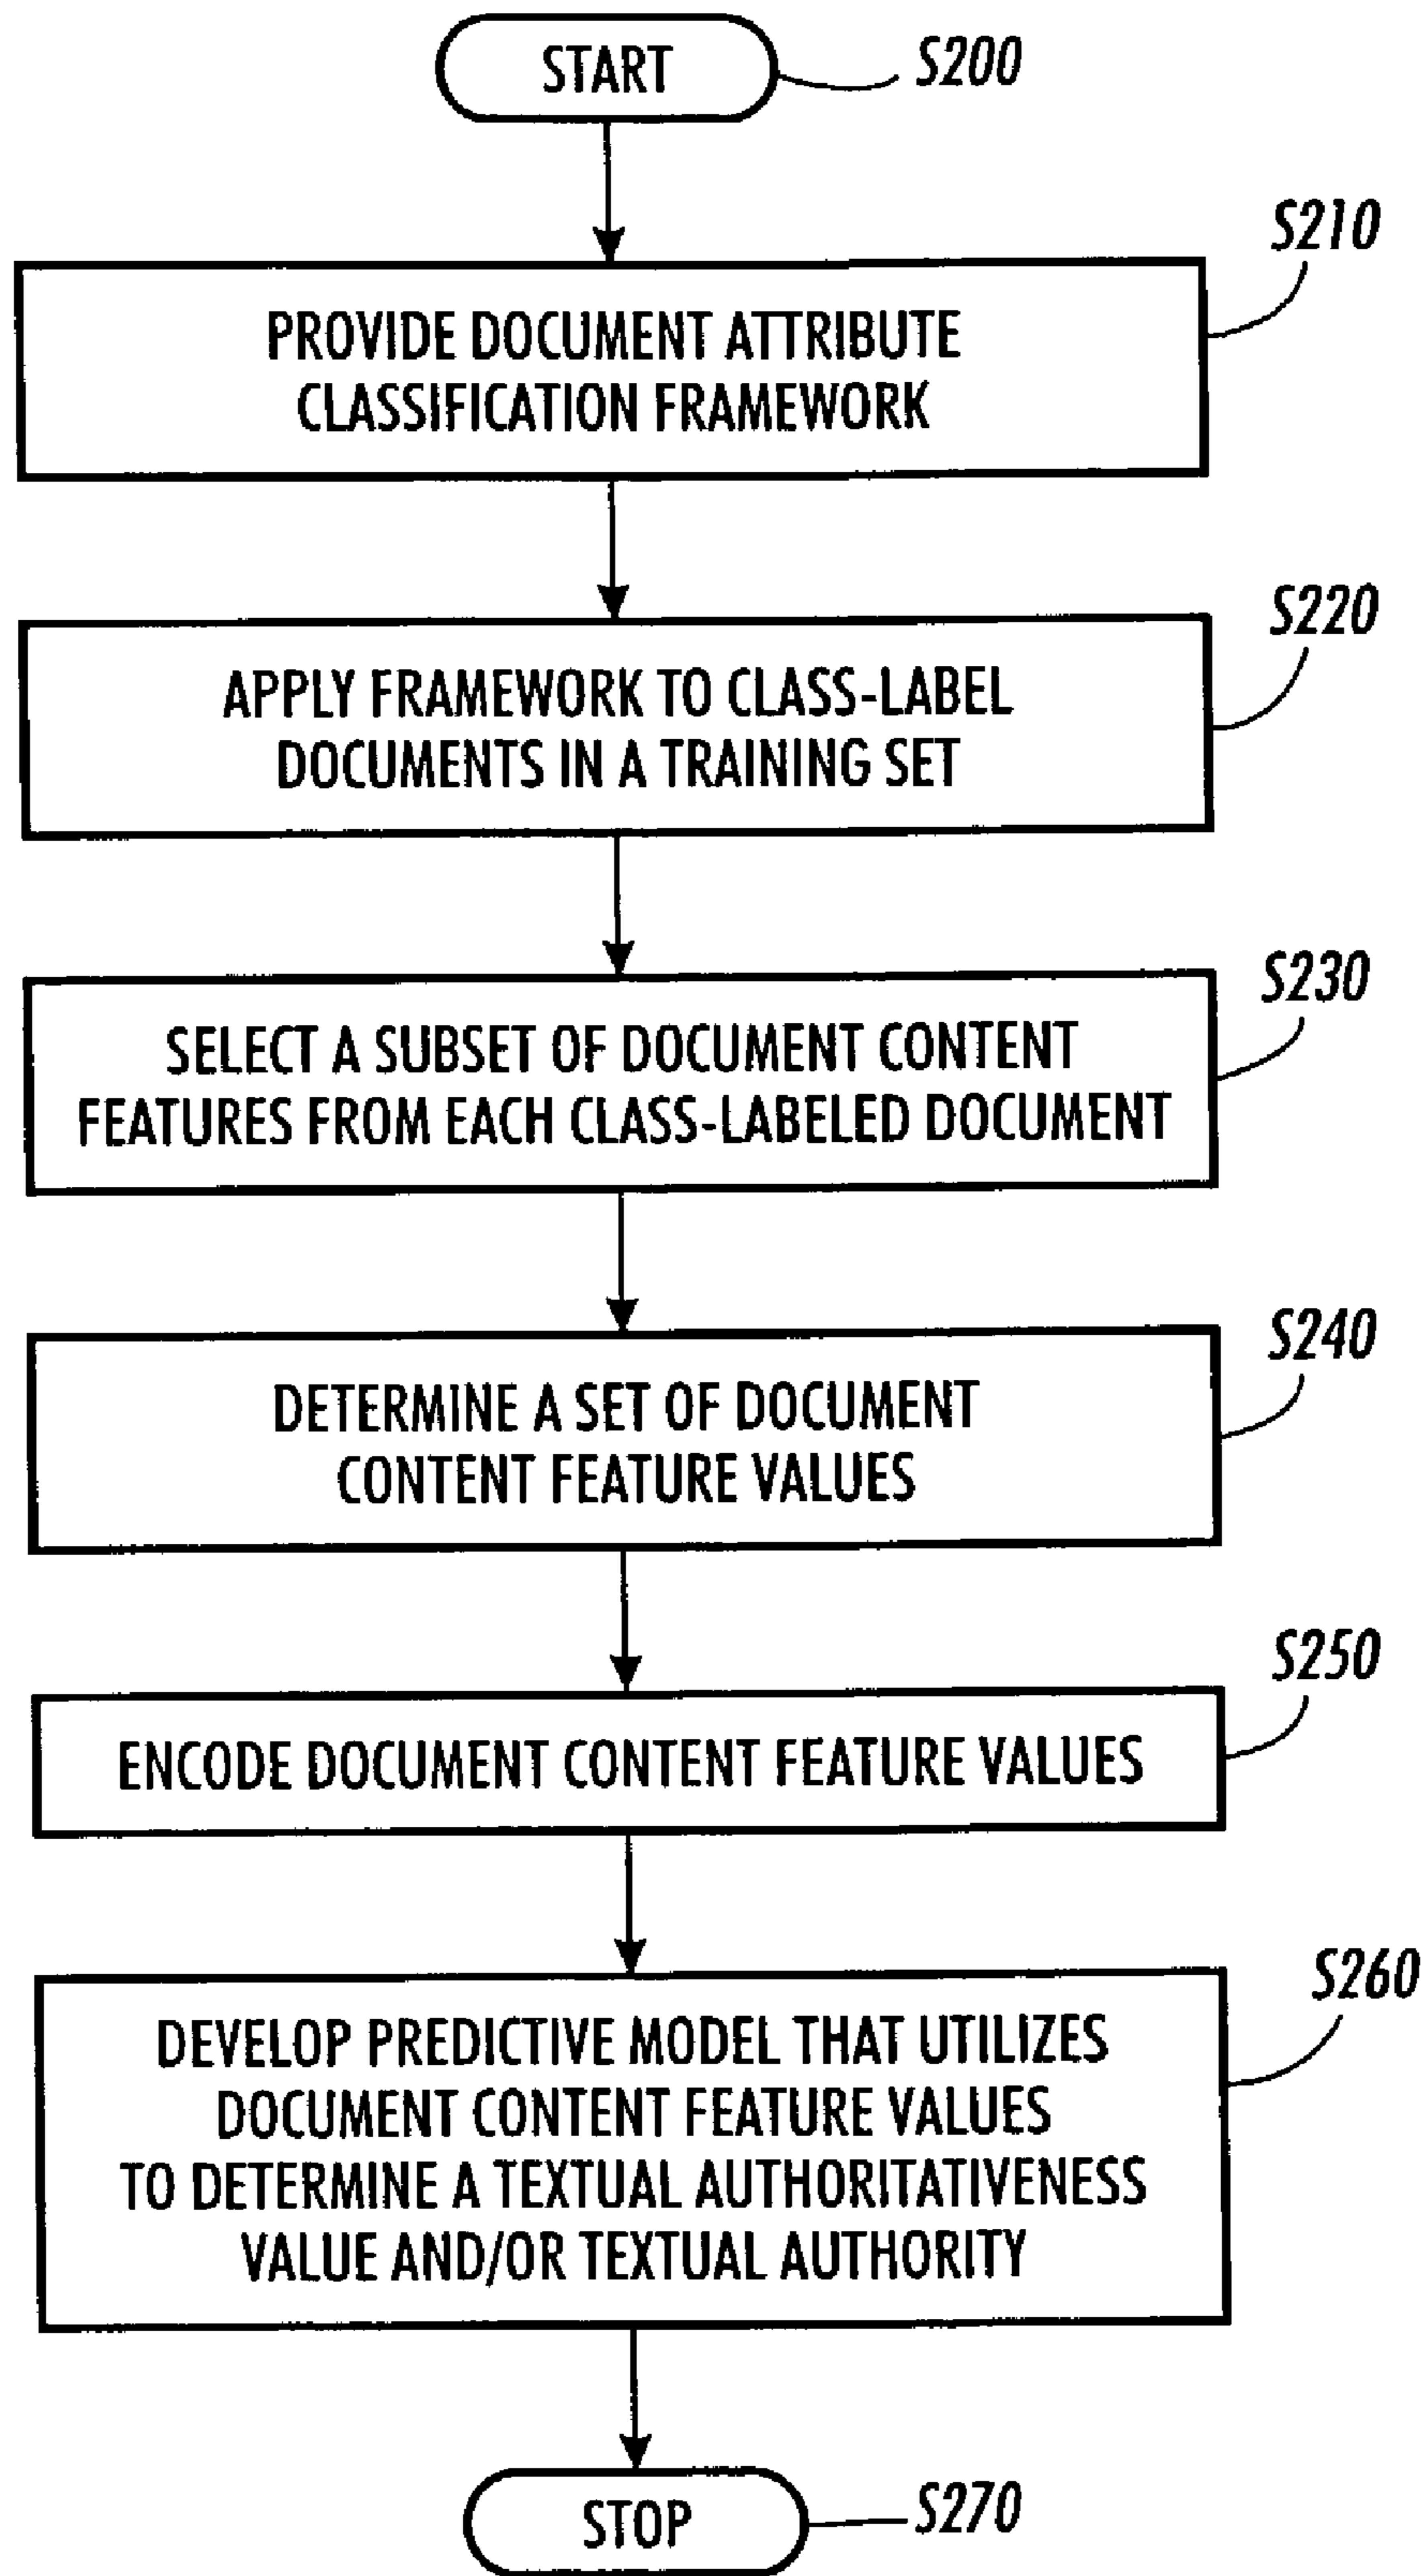 START
S200
S210
PROVIDE DOCUMENT ATTRIBUTE
CLASSIFICATION FRAMEWORK
S220
APPLY FRAMEWORK TO CLASS-LABEL
DOCUMENTS IN A TRAINING SET
S230
SELECT A SUBSET OF DOCUMENT CONTENT
FEATURES FROM EACH CLASS-LABELED DOCUMENT
S240
DETERMINE A SET OF DOCUMENT
CONTENT FEATURE VALUES
S250
ENCODE DOCUMENT CONTENT FEATURE VALUES
S260
DEVELOP PREDICTIVE MODEL THAT UTILIZES
DOCUMENT CONTENT FEATURE VALUES
TO DETERMINE A TEXTUAL AUTHORITATIVENESS
VALUE AND/OR TEXTUAL AUTHORITY
STOP
S270